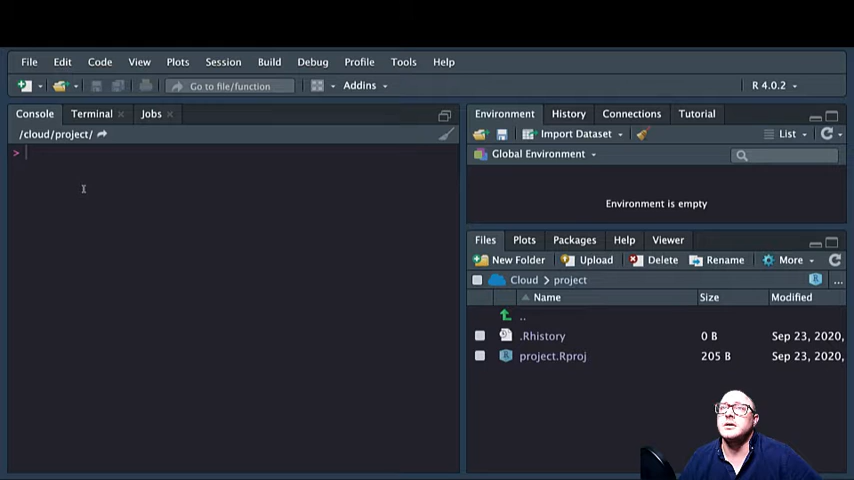 File Edit Code View Plots Session Build Debug Profile Tools Help
Go to file/function Addins R 4.0.2
Console Terminal Jobs
/cloud/project/
>
Environment History Connections Tutorial
Import Dataset List
Global Environment
Environment is empty
Files Plots Packages Help Viewer
New Folder Upload Delete Rename More
Cloud project ...
Name Size Modified
..
.Rhistory 0 B Sep 23, 2020,
project.Rproj 205 B Sep 23, 2020,